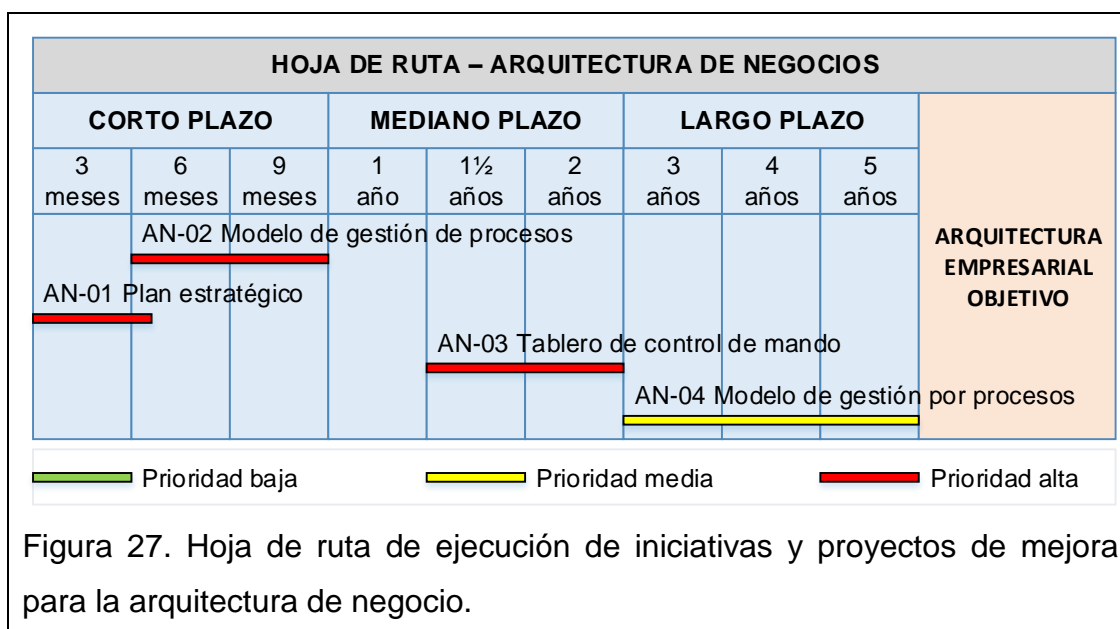 HOJA DE RUTA – ARQUITECTURA DE NEGOCIOS
CORTO PLAZO
MEDIANO PLAZO
LARGO PLAZO
3 meses
6 meses
9 meses
1 año
1½ años
2 años
3 años
4 años
5 años
ARQUITECTURA
EMPRESARIAL
OBJETIVO
AN-02 Modelo de gestión de procesos
AN-01 Plan estratégico
AN-03 Tablero de control de mando
AN-04 Modelo de gestión por procesos
Prioridad baja
Prioridad media
Prioridad alta
Figura 27. Hoja de ruta de ejecución de iniciativas y proyectos de mejora
para la arquitectura de negocio.